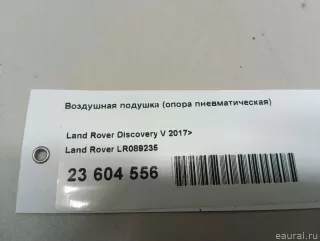 Воздушная подушка (опора пневматическая)
Land Rover Discovery V 2017>
Land Rover LR089235
23 604 556
eaural.ru